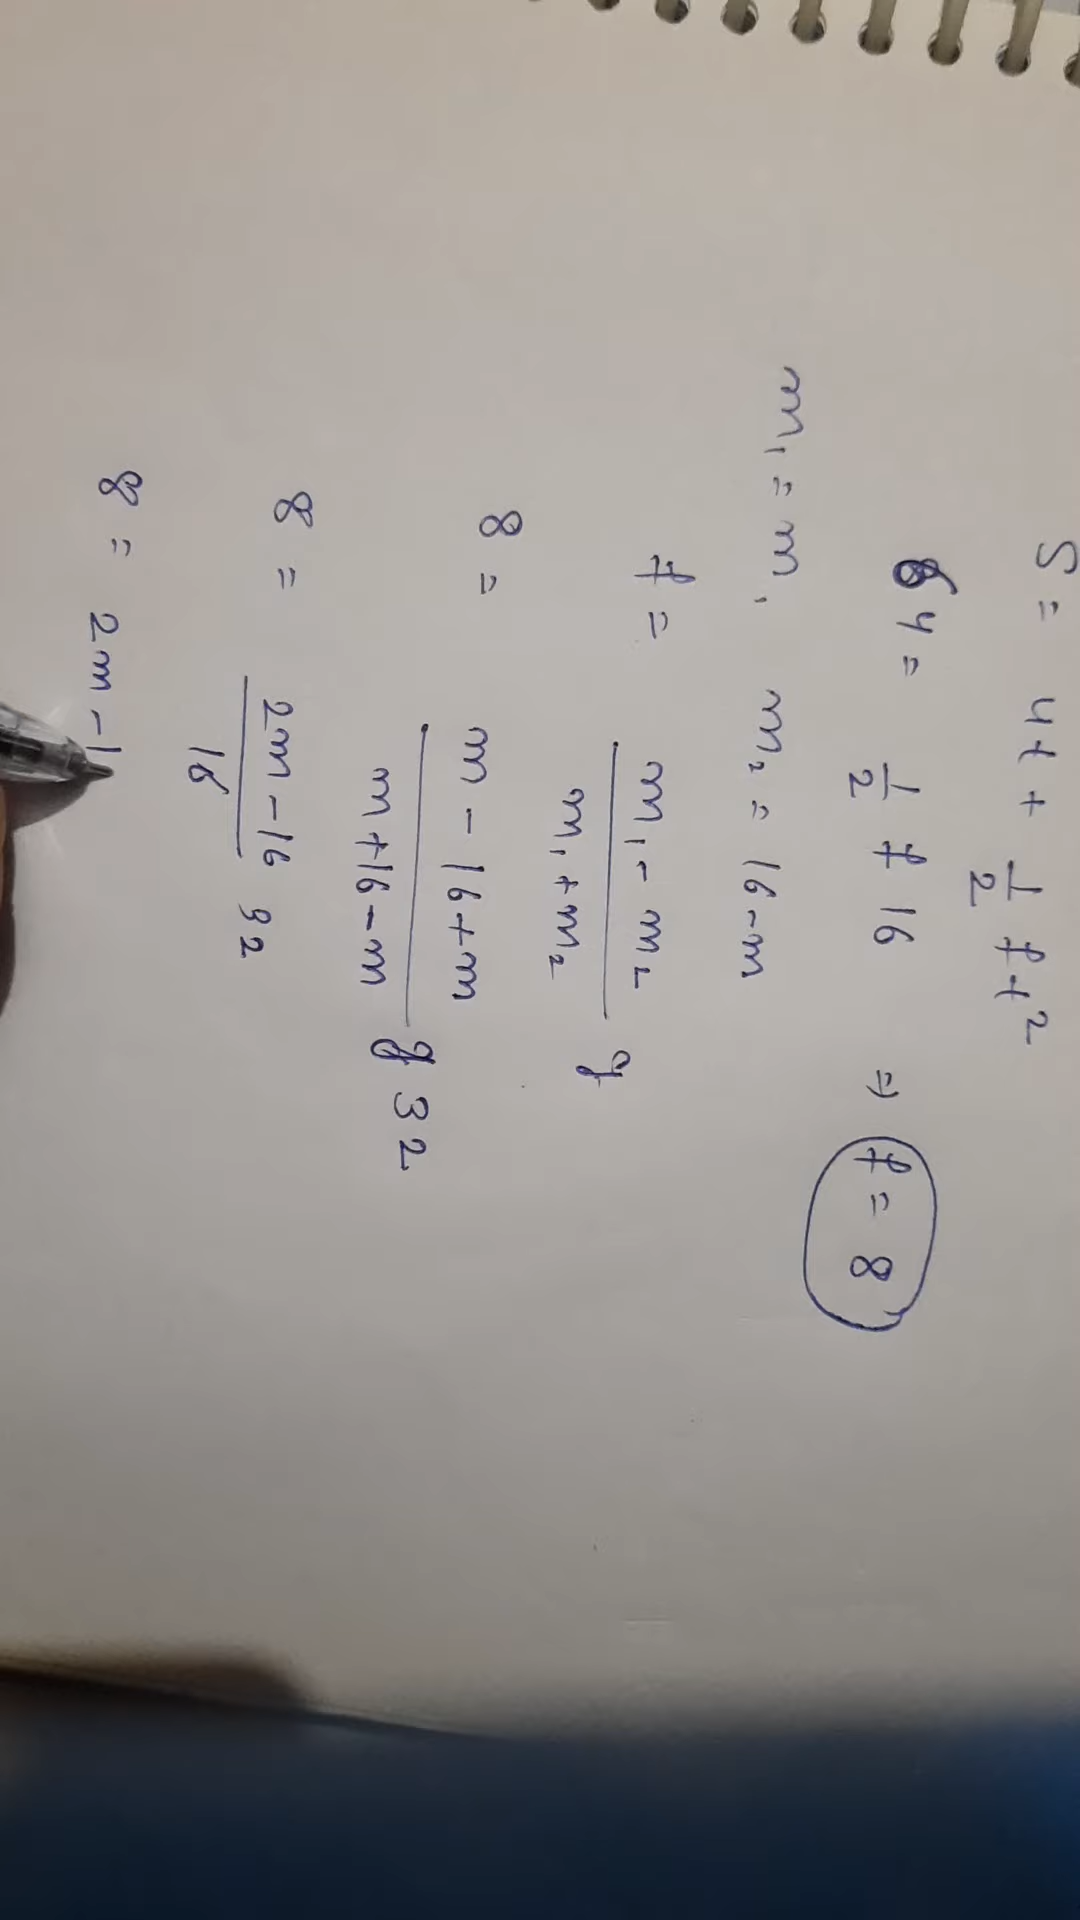 S = ut + 1/2 f t²
64 = 1/2 f 16 ⇒ f = 8
m₁ = m, m₂ = 16-m
f = (m₁ - m₂)/(m₁ + m₂) g
8 = (m - 16 + m)/(m + 16 - m) 32
8 = (2m - 16)/16 32
8 = 2m - 1